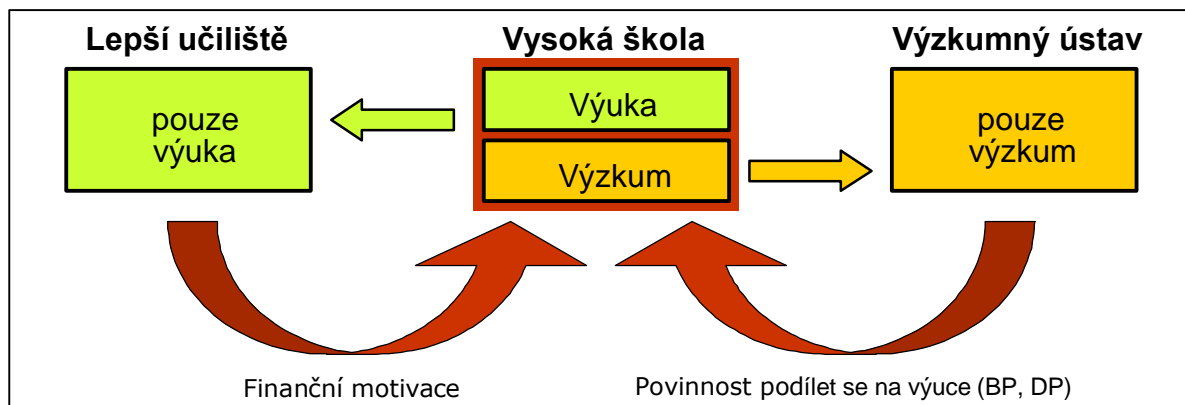 Lepší učiliště
Vysoká škola
Výzkumný ústav
pouze
výuka
Výuka
Výzkum
pouze
výzkum
Finanční motivace
Povinnost podílet se na výuce (BP, DP)